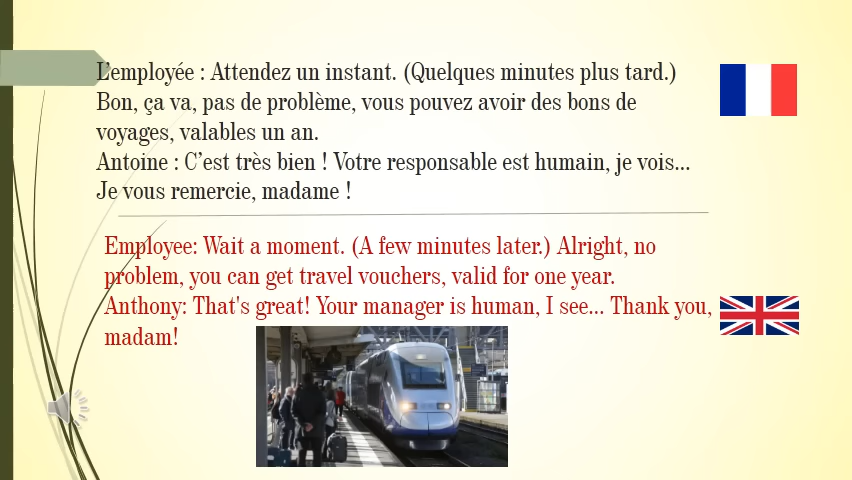 L’employée : Attendez un instant. (Quelques minutes plus tard.)
Bon, ça va, pas de problème, vous pouvez avoir des bons de
voyages, valables un an.
Antoine : C’est très bien ! Votre responsable est humain, je vois...
Je vous remercie, madame !
Employee: Wait a moment. (A few minutes later.) Alright, no
problem, you can get travel vouchers, valid for one year.
Anthony: That's great! Your manager is human, I see... Thank you,
madam!